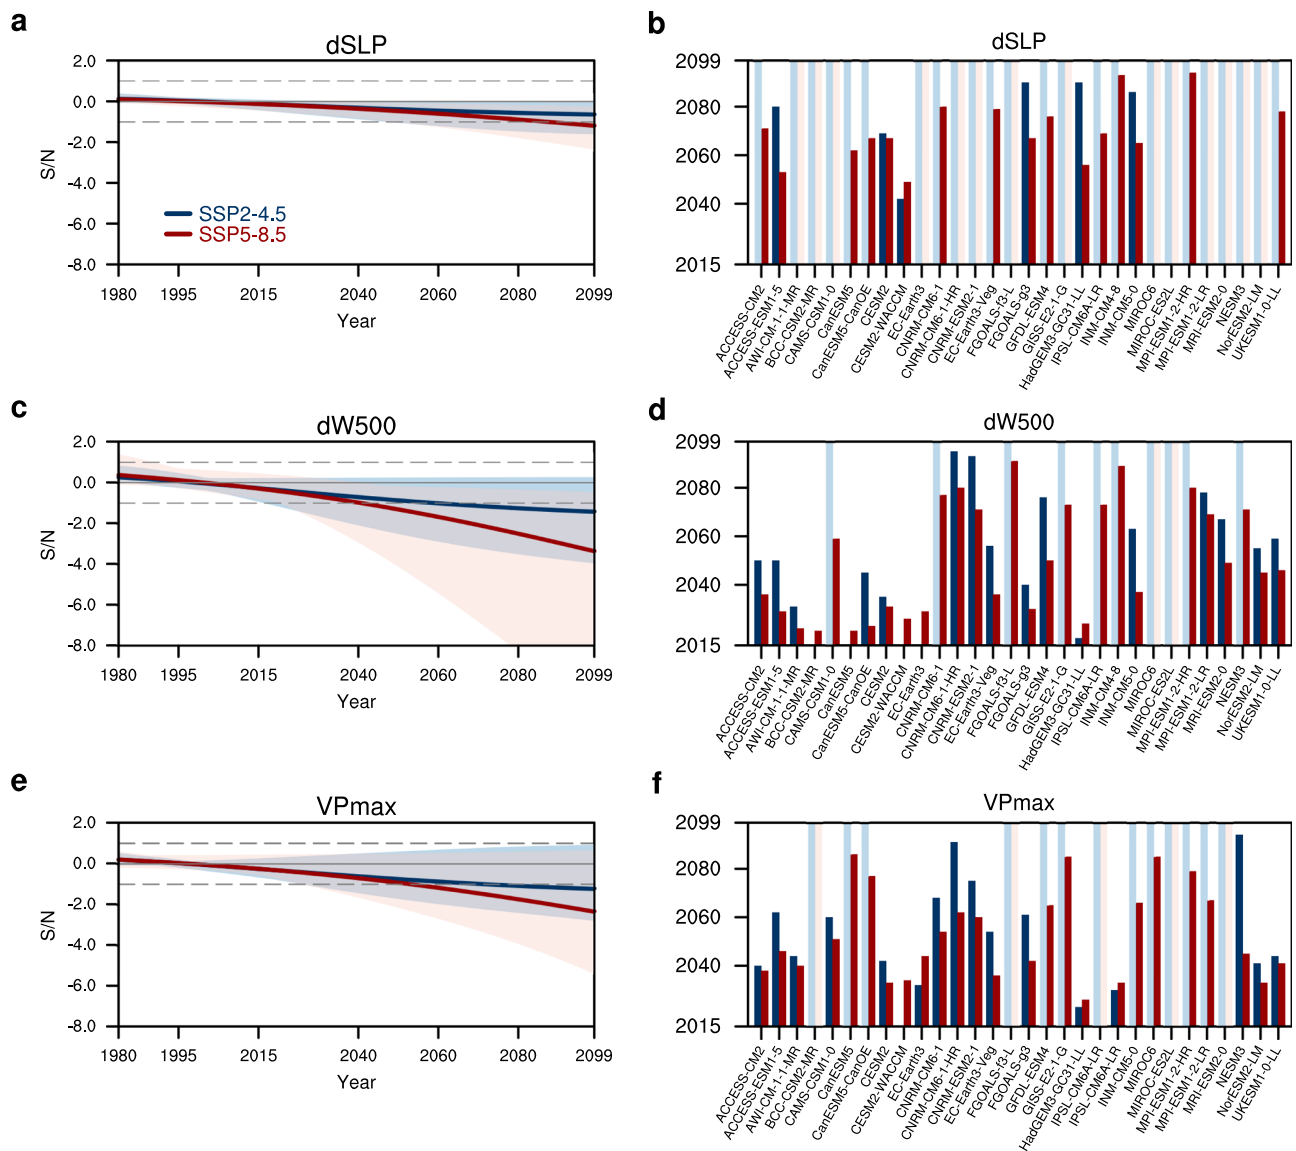 a
dSLP
2.0
0.0
-2.0
-4.0
-6.0
-8.0
S/N
SSP2-4.5
SSP5-8.5
1980
1995
2015
2040
2060
2080
2099
Year
b
dSLP
2099
2080
2060
2040
2015
ACCESS-CM2
ACCESS-ESM1-5
AWI-CM-1-1-MR
BCC-CSM2-MR
CAMS-CSM1-0
CanESM5
CanESM5-CanOE
CESM2
CESM2-WACCM
EC-Earth3
CNRM-CM6-1
CNRM-CM6-1-HR
CNRM-ESM2-1
EC-Earth3-Veg
FGOALS-f3-L
FGOALS-g3
GFDL-ESM4
GISS-E2-1-G
HadGEM3-GC31-LL
IPSL-CM6A-LR
INM-CM4-8
INM-CM5-0
MIROC6
MIROC-ES2L
MPI-ESM1-2-HR
MPI-ESM1-2-LR
MRI-ESM2-0
NESM3
NorESM2-LM
UKESM1-0-LL
c
dW500
2.0
0.0
-2.0
-4.0
-6.0
-8.0
S/N
1980
1995
2015
2040
2060
2080
2099
Year
d
dW500
2099
2080
2060
2040
2015
ACCESS-CM2
ACCESS-ESM1-5
AWI-CM-1-1-MR
BCC-CSM2-MR
CAMS-CSM1-0
CanESM5
CanESM5-CanOE
CESM2
CESM2-WACCM
EC-Earth3
CNRM-CM6-1
CNRM-CM6-1-HR
CNRM-ESM2-1
EC-Earth3-Veg
FGOALS-f3-L
FGOALS-g3
GFDL-ESM4
GISS-E2-1-G
HadGEM3-GC31-LL
IPSL-CM6A-LR
INM-CM4-8
INM-CM5-0
MIROC6
MIROC-ES2L
MPI-ESM1-2-HR
MPI-ESM1-2-LR
MRI-ESM2-0
NESM3
NorESM2-LM
UKESM1-0-LL
e
VPmax
2.0
0.0
-2.0
-4.0
-6.0
-8.0
S/N
1980
1995
2015
2040
2060
2080
2099
Year
f
VPmax
2099
2080
2060
2040
2015
ACCESS-CM2
ACCESS-ESM1-5
AWI-CM-1-1-MR
BCC-CSM2-MR
CAMS-CSM1-0
CanESM5
CanESM5-CanOE
CESM2
CESM2-WACCM
EC-Earth3
CNRM-CM6-1
CNRM-CM6-1-HR
CNRM-ESM2-1
EC-Earth3-Veg
FGOALS-f3-L
FGOALS-g3
GFDL-ESM4
GISS-E2-1-G
HadGEM3-GC31-LL
IPSL-CM6A-LR
IPSL-CM6A-LR
INM-CM5-0
MIROC6
MIROC-ES2L
MPI-ESM1-2-HR
MPI-ESM1-2-LR
MRI-ESM2-0
NESM3
NorESM2-LM
UKESM1-0-LL